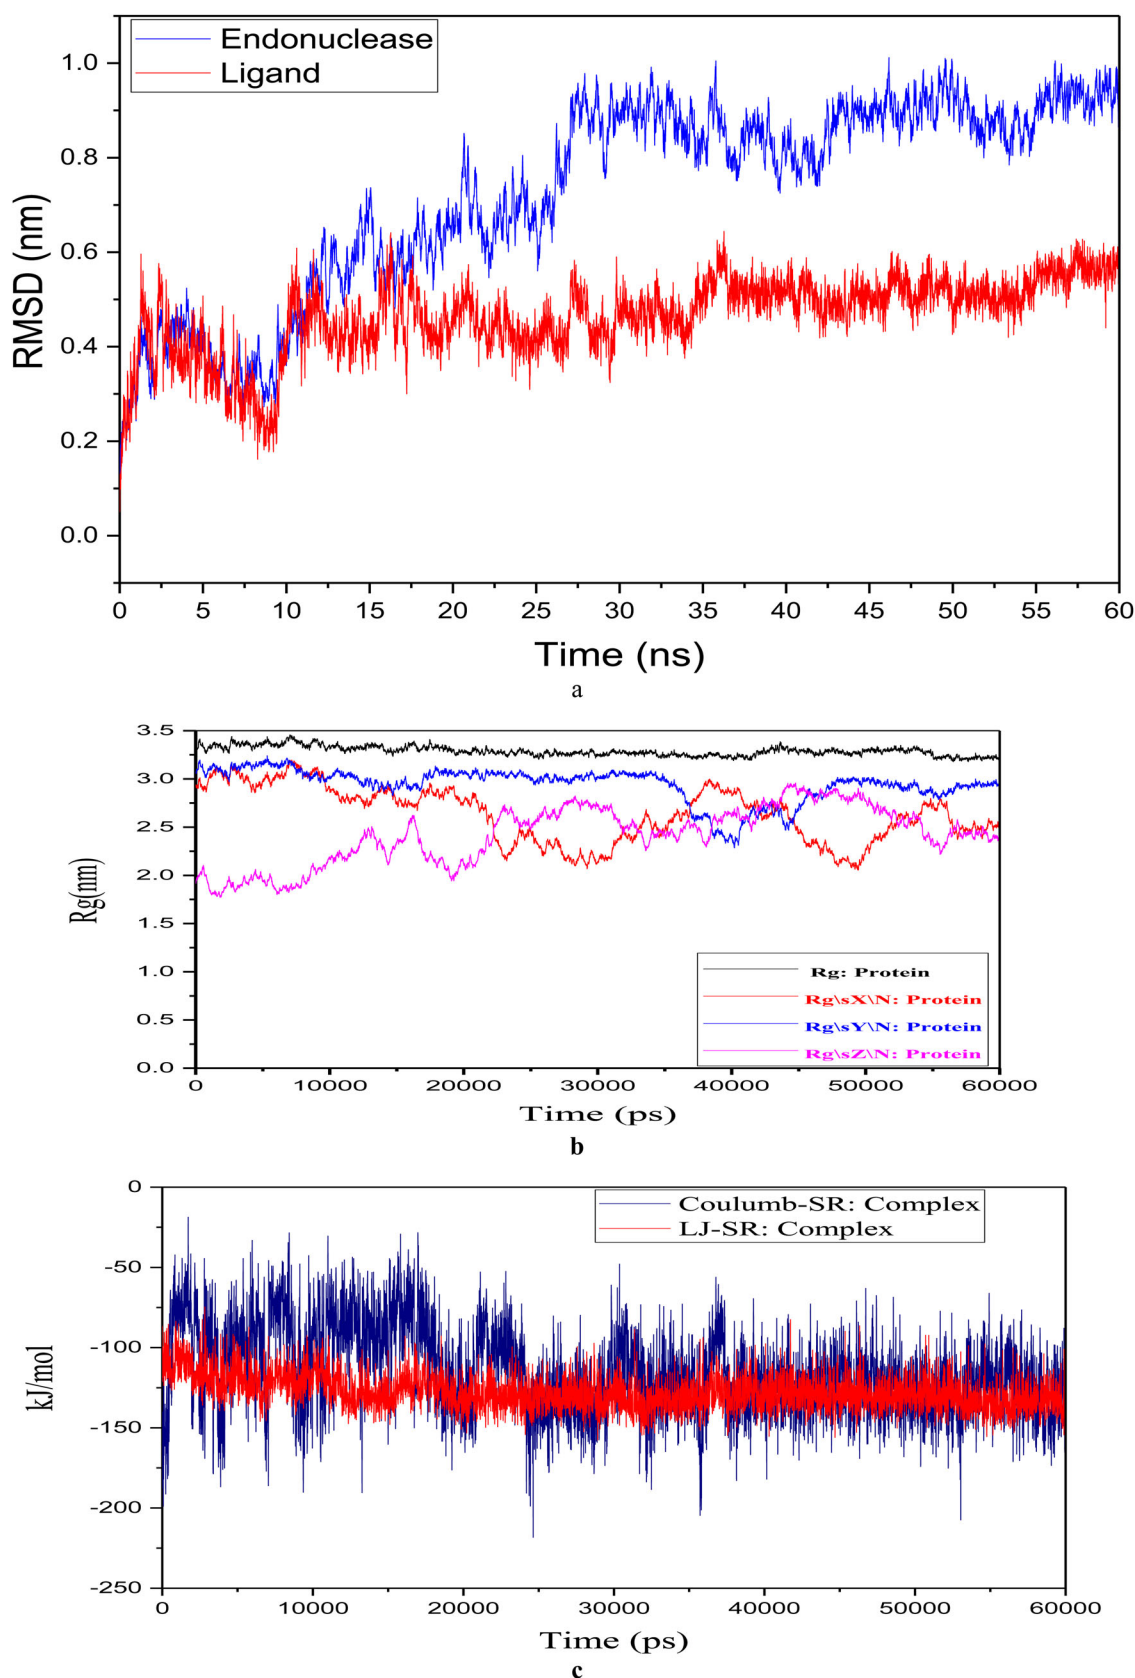 Endonuclease
Ligand
1.0
0.8
0.6
0.4
0.2
0.0
RMSD (nm)
0 5 10 15 20 25 30 35 40 45 50 55 60
Time (ns)
a
3.5
3.0
2.5
2.0
1.5
1.0
0.5
0.0
Rg(nm)
Rg: Protein
Rg\sX\N: Protein
Rg\sY\N: Protein
Rg\sZ\N: Protein
0 10000 20000 30000 40000 50000 60000
Time (ps)
b
0
-50
-100
-150
-200
-250
kJ/mol
Coulumb-SR: Complex
LJ-SR: Complex
0 10000 20000 30000 40000 50000 60000
Time (ps)
c